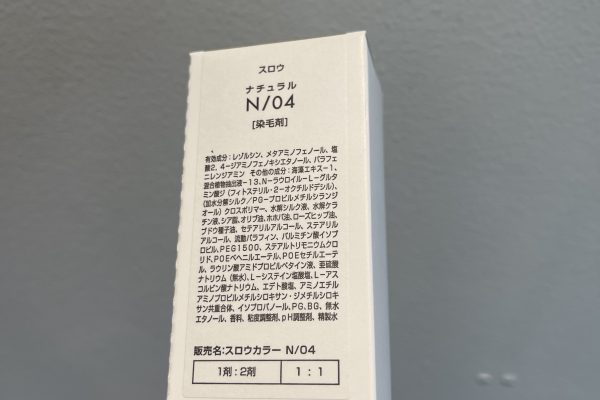 スロウ
ナチュラル
N/04
[染毛剤]
有効成分：レゾルシン、メタアミノフェノール、塩
酸2, 4-ジアミノフェノキシエタノール、パラフェ
ニレンジアミン その他の成分：海藻エキス-1、
混合植物抽出液-13、N-ラウロイル-L-グルタ
ミン酸ジ（フィトステリル・2-オクチルドデシル）、
（加水分解シルク/PG-プロピルメチルシランジ
オール）クロスポリマー、水解シルク液、水解ケラ
チン液、シア脂、オリブ油、ホホバ油、ローズヒップ油、
ブドウ種子油、セテアリルアルコール、ステアリル
アルコール、流動パラフィン、パルミチン酸イソプ
ロピル、PEG1500、ステアルトリモニウムクロ
リド、POEベヘニルエーテル、POEセチルエーテ
ル、ラウリン酸アミドプロピルベタイン液、亜硫酸
ナトリウム（無水）、L-システイン塩酸塩、L-アス
コルビン酸ナトリウム、エデト酸塩、アミノエチル
アミノプロピルメチルシロキサン・ジメチルシロキ
サン共重合体、イソプロパノール、PG、BG、無水
エタノール、香料、粘度調整剤、pH調整剤、精製水
販売名：スロウカラー N/04
1剤：2剤 1：1